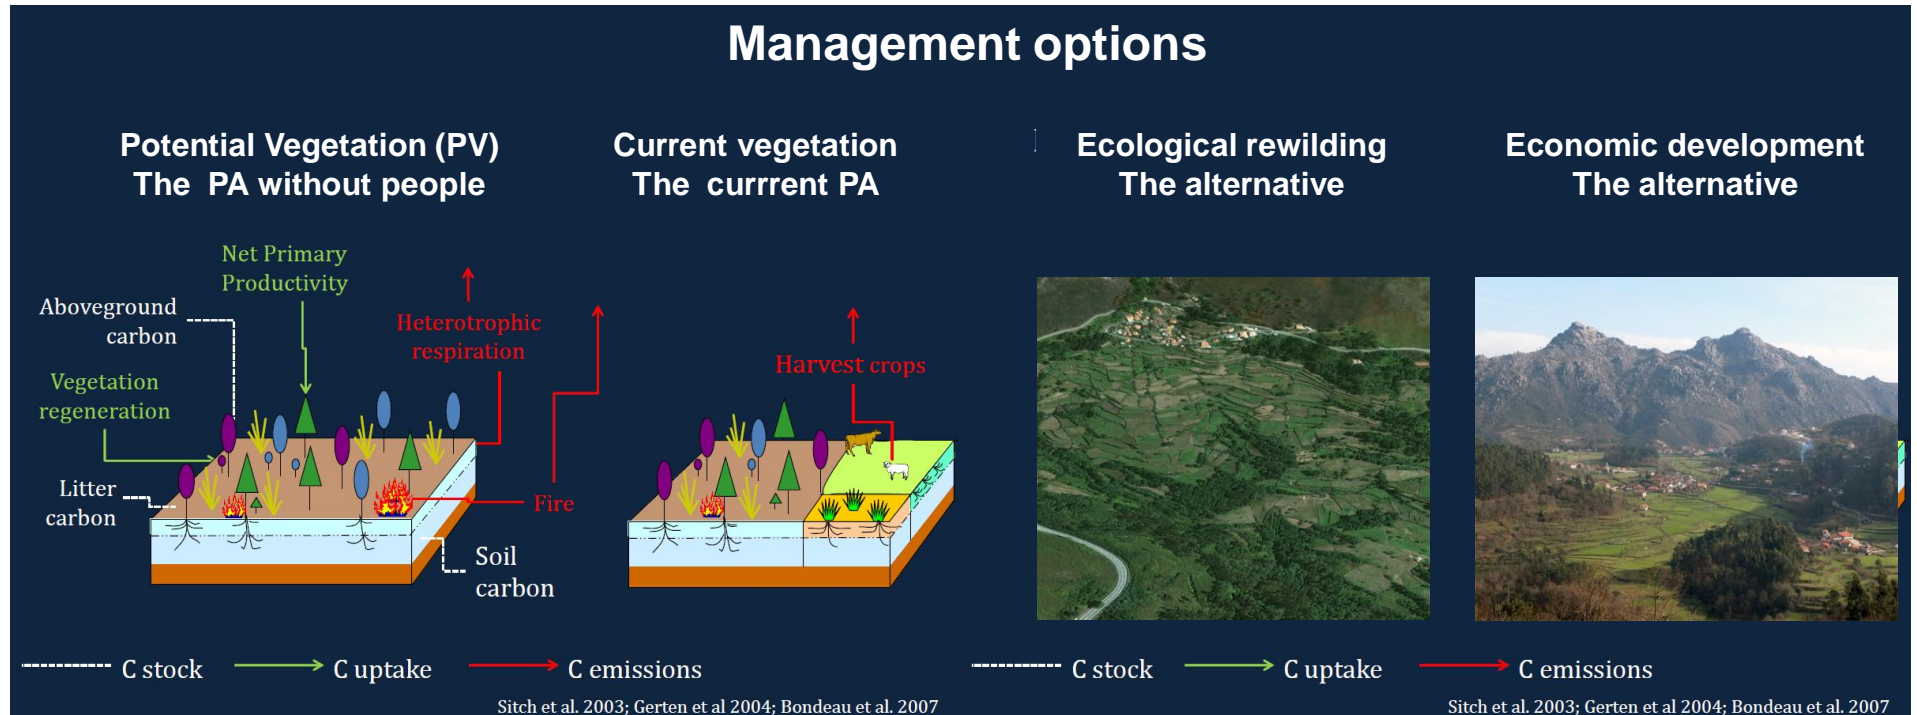 Management options
Potential Vegetation (PV)
The PA without people
Current vegetation
The currrent PA
Ecological rewilding
The alternative
Economic development
The alternative
Net Primary
Productivity
Aboveground
carbon
Heterotrophic
respiration
Vegetation
regeneration
Litter
carbon
Fire
Soil
carbon
Harvest crops
C stock
C uptake
C emissions
Sitch et al. 2003; Gerten et al 2004; Bondeau et al. 2007
C stock
C uptake
C emissions
Sitch et al. 2003; Gerten et al 2004; Bondeau et al. 2007